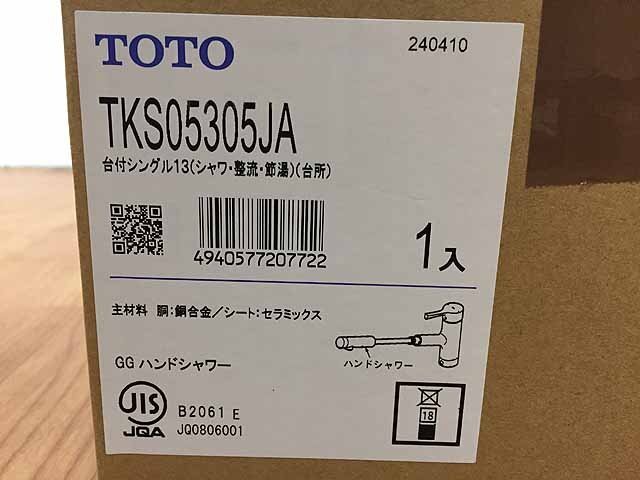 TOTO
240410
TKS05305JA
台付シングル13(シャワ・整流・節湯)(台所)
4940577207722
1入
主材料 胴:銅合金/シート:セラミックス
ハンドシャワー
GG ハンドシャワー
JIS
JQA
B2061 E
JQ0806001
18